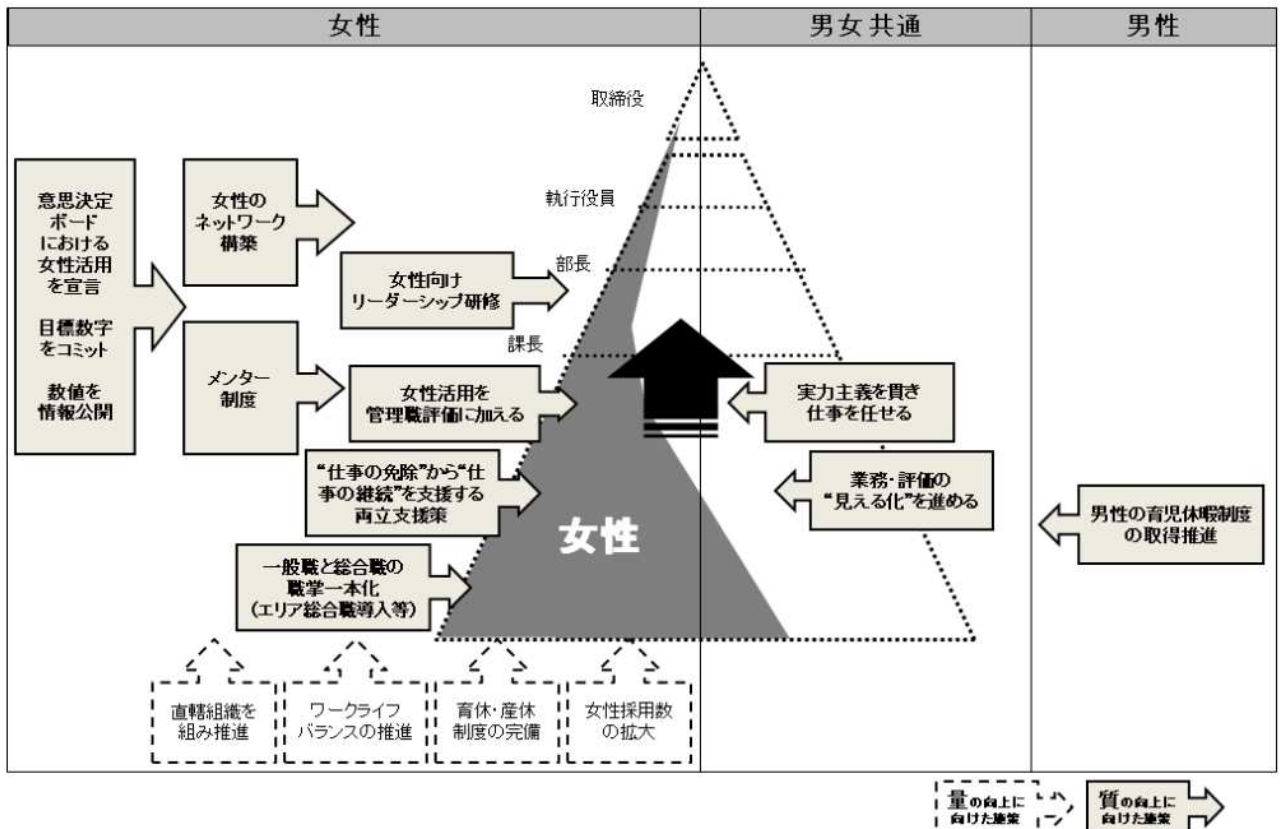 女性
男女共通
男性
取締役
執行役員
部長
課長
意思決定
ボード
における
女性活用
を宣言
目標数字
をコミット
数値を
情報公開
女性の
ネットワーク
構築
メンター
制度
女性向け
リーダーシップ研修
女性活用を
管理職評価に加える
“仕事の免除”から“仕
事の継続”を支援する
両立支援策
一般職と総合職の
職掌一本化
(エリア総合職導入等)
女性
実力主義を貫き
仕事を任せる
業務・評価の
“見える化”を進める
男性の育児休暇制度
の取得推進
直轄組織を
組み推進
ワークライフ
バランスの推進
育休・産休
制度の完備
女性採用数
の拡大
量の向上に
向けた施策
質の向上に
向けた施策